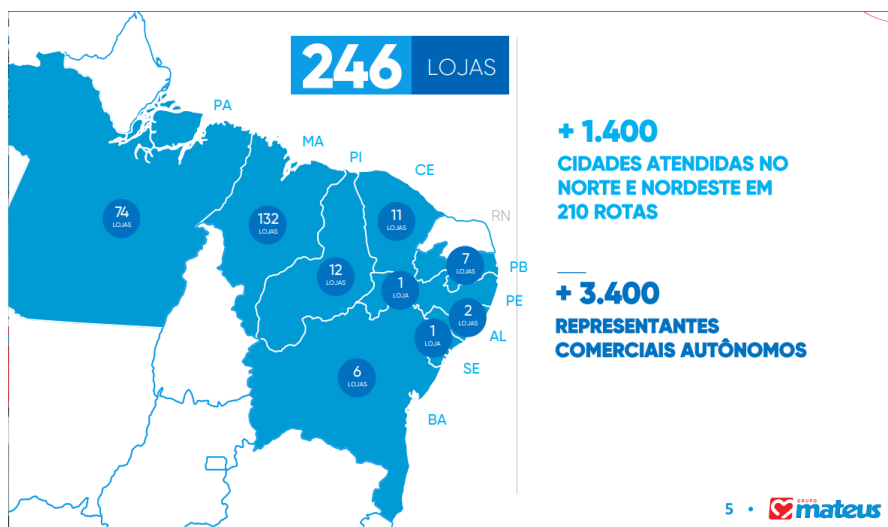 246 LOJAS
PA
MA
PI
CE
RN
PB
PE
AL
SE
BA
74
LOJAS
132
LOJAS
11
LOJAS
12
LOJAS
7
LOJAS
1
LOJA
2
LOJAS
1
LOJA
6
LOJAS
+ 1.400
CIDADES ATENDIDAS NO
NORTE E NORDESTE EM
210 ROTAS
+ 3.400
REPRESENTANTES
COMERCIAIS AUTÔNOMOS
5 •
GRUPO
mateus